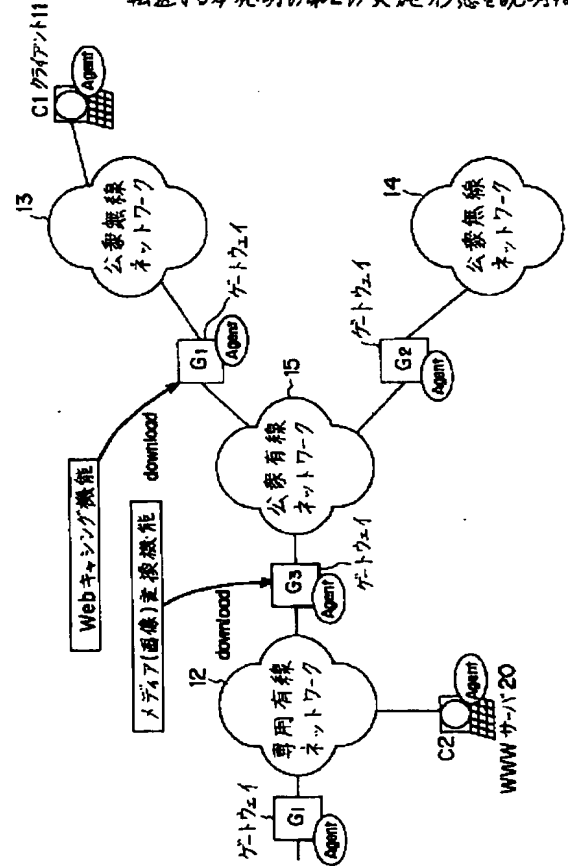 C1 クライアント11
Agent
13
公衆無線
ネットワーク
14
公衆無線
ネットワーク
ゲートウェイ
G1
Agent
ゲートウェイ
G2
Agent
15
公衆有線
ネットワーク
Webキャシング機能
download
メディア(画像)変換機能
download
ゲートウェイ
G3
Agent
12
専用有線
ネットワーク
Agent
C2
WWWサーバ20
ゲートウェイ
G1
Agent